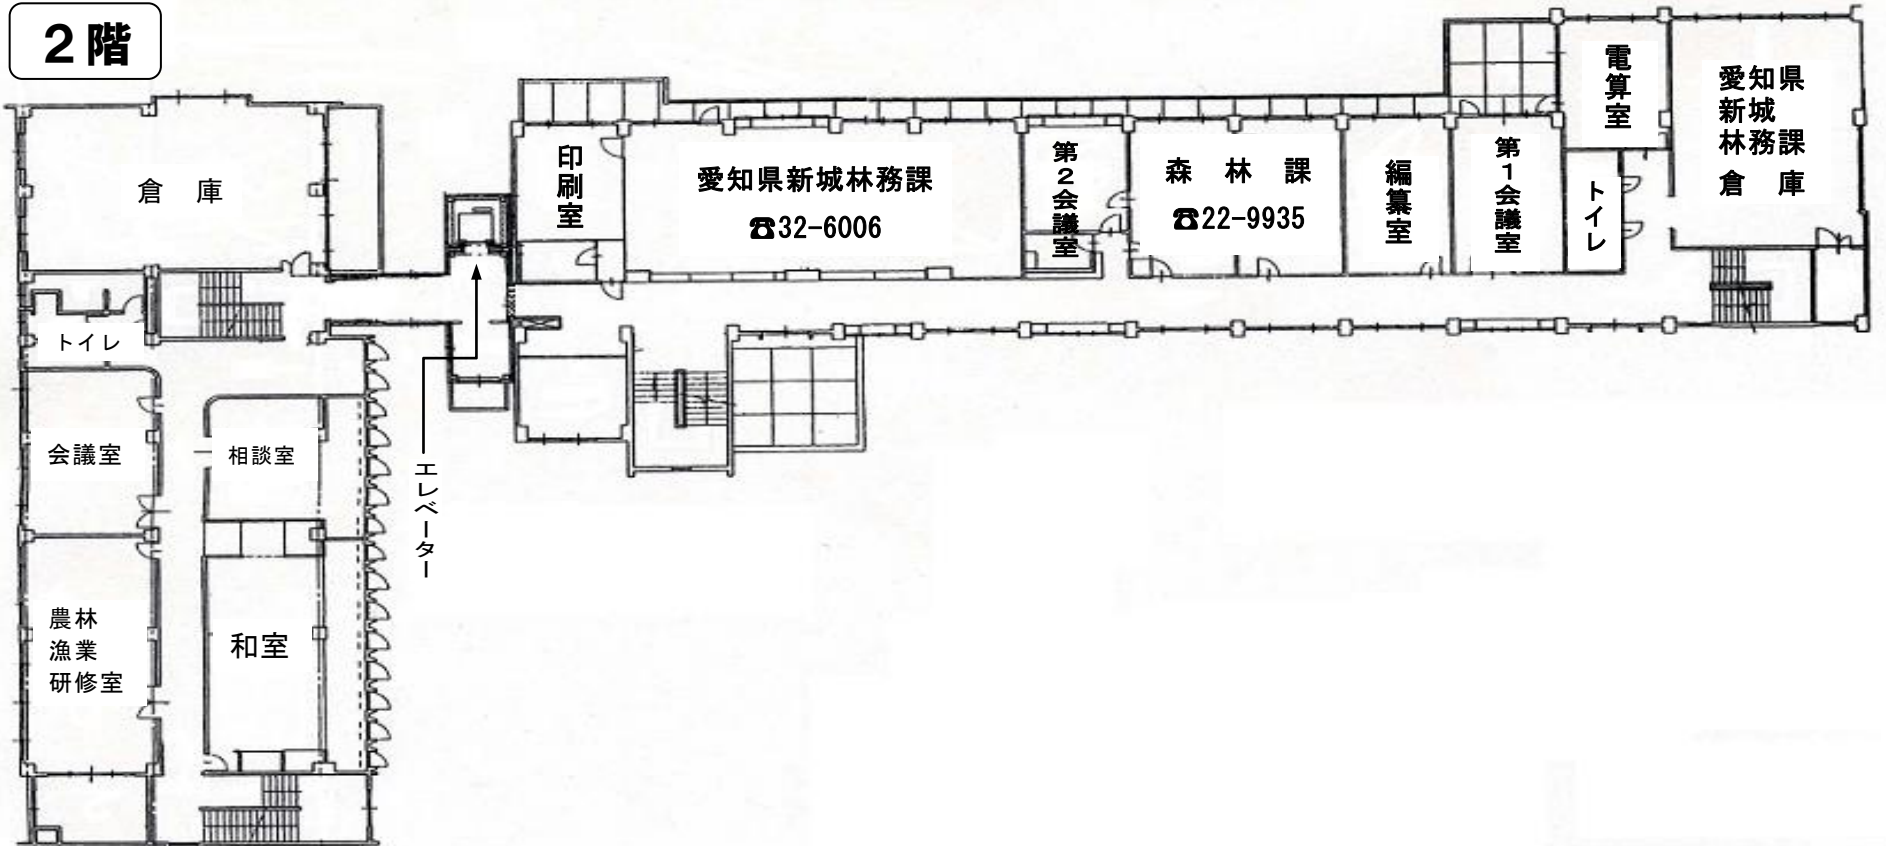 2階
倉　庫
トイレ
会議室
相談室
農林
漁業
研修室
和室
エレベーター
印刷室
愛知県新城林務課
☎32-6006
第2会議室
森　林　課
☎22-9935
編纂室
第1会議室
トイレ
電算室
愛知県
新城
林務課
倉　庫